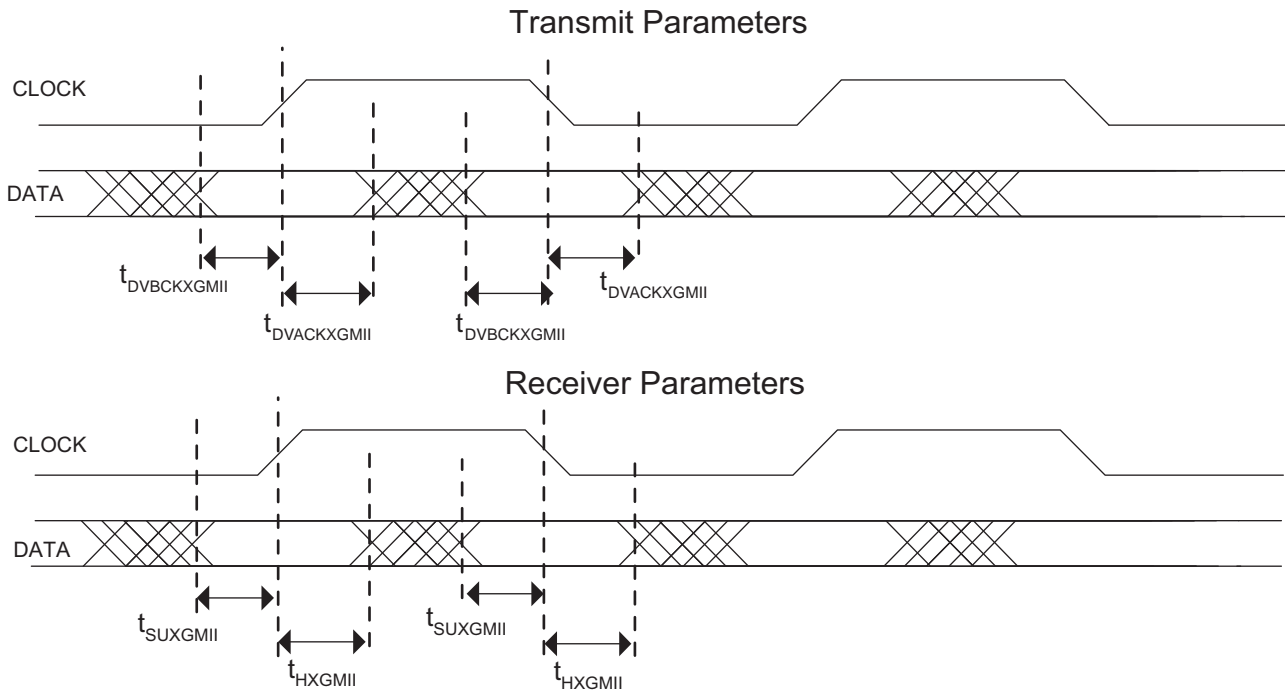 Transmit Parameters
CLOCK
DATA
tDVBCKXGMII
tDVACKXGMII
tDVACKXGMII
tDVBCKXGMII
Receiver Parameters
CLOCK
DATA
tSUXGMII
tSUXGMII
tHXGMII
tHXGMII